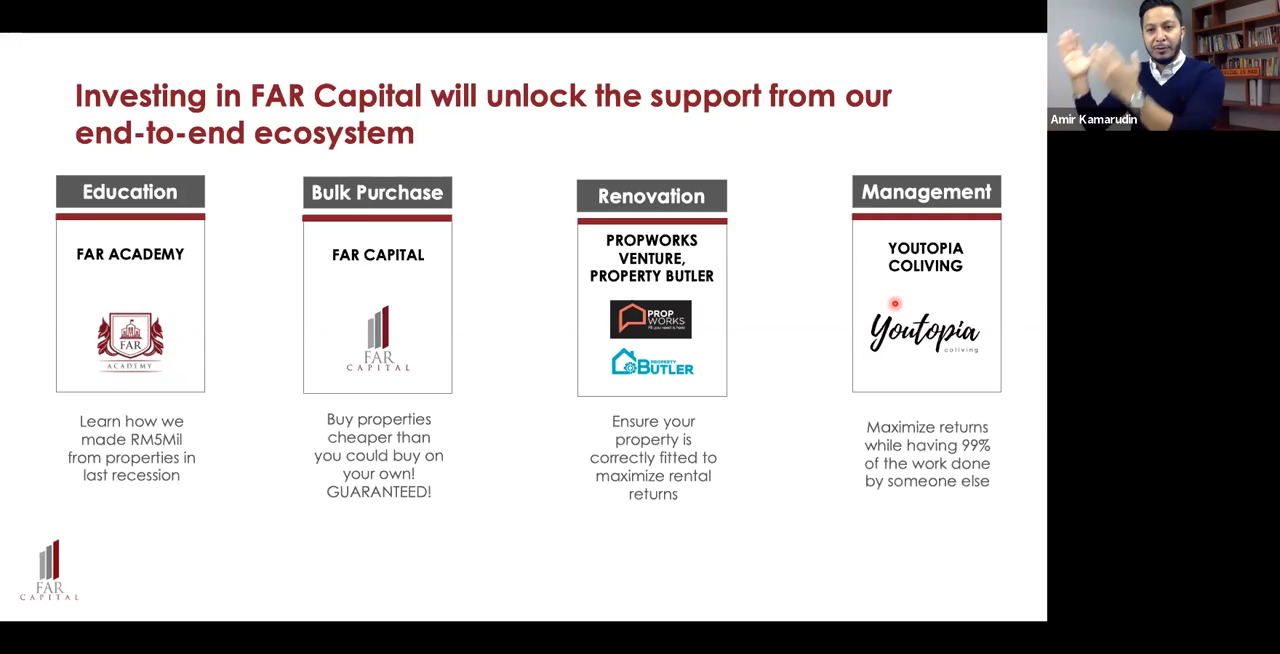 Investing in FAR Capital will unlock the support from our
end-to-end ecosystem
Education
FAR ACADEMY
FAR
ACADEMY
Learn how we
made RM5Mil
from properties in
last recession
Bulk Purchase
FAR CAPITAL
FAR
CAPITAL
Buy properties
cheaper than
you could buy on
your own!
GUARANTEED!
Renovation
PROPWORKS
VENTURE,
PROPERTY BUTLER
PROP
WORKS
PROPERTY
BUTLER
Ensure your
property is
correctly fitted to
maximize rental
returns
Management
YOUTOPIA
COLIVING
Youtopia
coliving
Maximize returns
while having 99%
of the work done
by someone else
FAR
CAPITAL
Amir Kamarudin